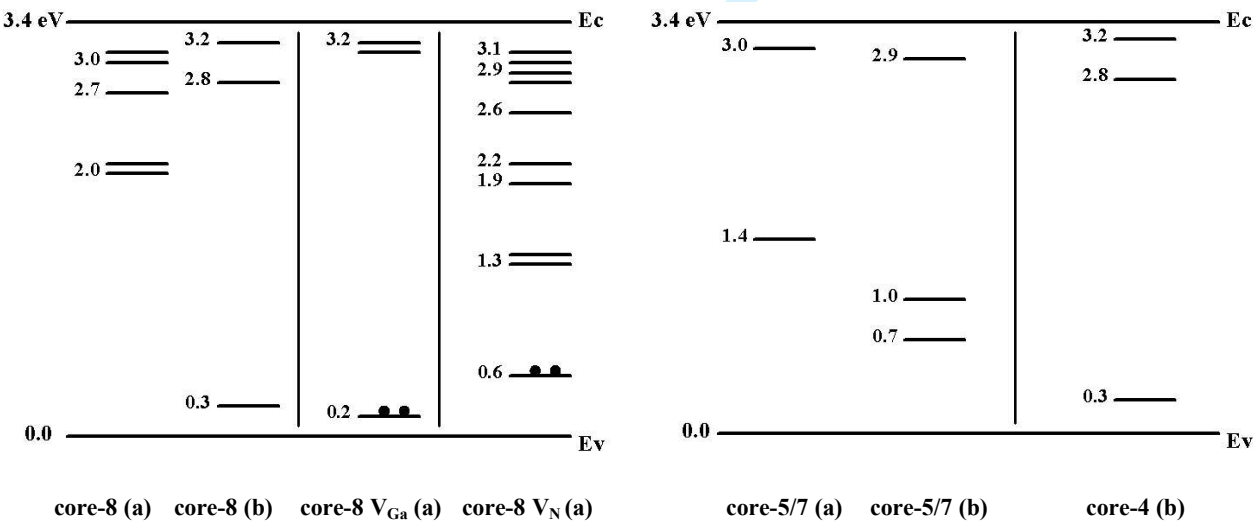 3.4 eV Ec 3.4 eV Ec
3.0 3.2 3.2 3.1 3.0 2.9 3.2
2.7 2.8 2.9 2.8
2.6
2.0 2.2
1.9
1.3 1.4
1.0
0.6 0.7
0.3 0.2 0.3
0.0 Ev 0.0 Ev
core-8 (a) core-8 (b) core-8 VGa (a) core-8 VN (a) core-5/7 (a) core-5/7 (b) core-4 (b)